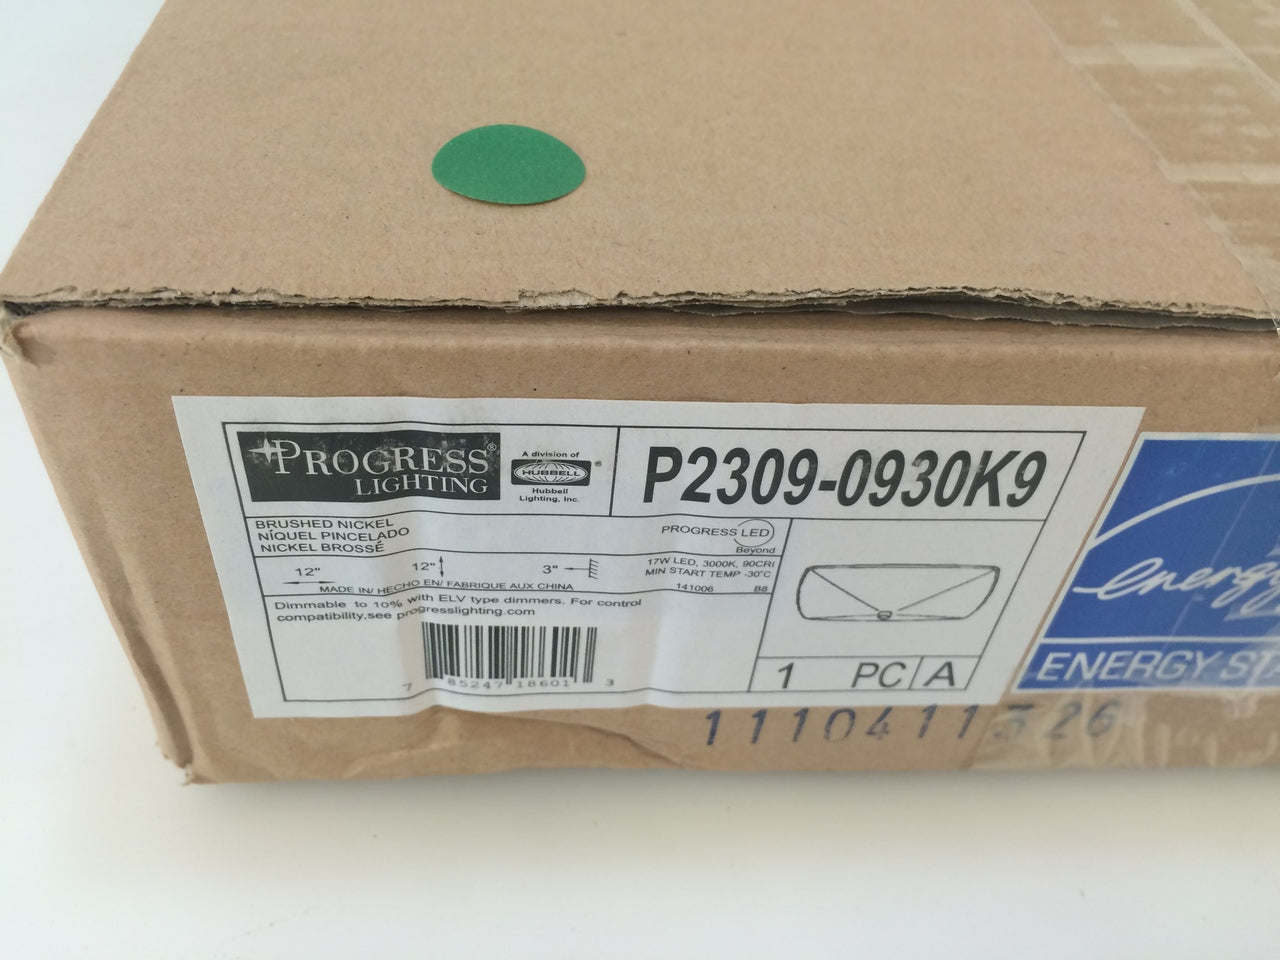 PROGRESS®
LIGHTING
A division of
HUBBELL®
Hubbell
Lighting, Inc.
P2309-0930K9
BRUSHED NICKEL
NÍQUEL PINCELADO
NICKEL BROSSÉ
PROGRESS LED
Beyond
12" 12" 3"
17W LED, 3000K, 90CRI
MIN START TEMP -30°C
MADE IN/ HECHO EN/ FABRIQUE AUX CHINA
141006 B8
Dimmable to 10% with ELV type dimmers. For control
compatibility,see progresslighting.com
7 85247 18601 3
1 PC A
energy
ENERGY ST
1110411326